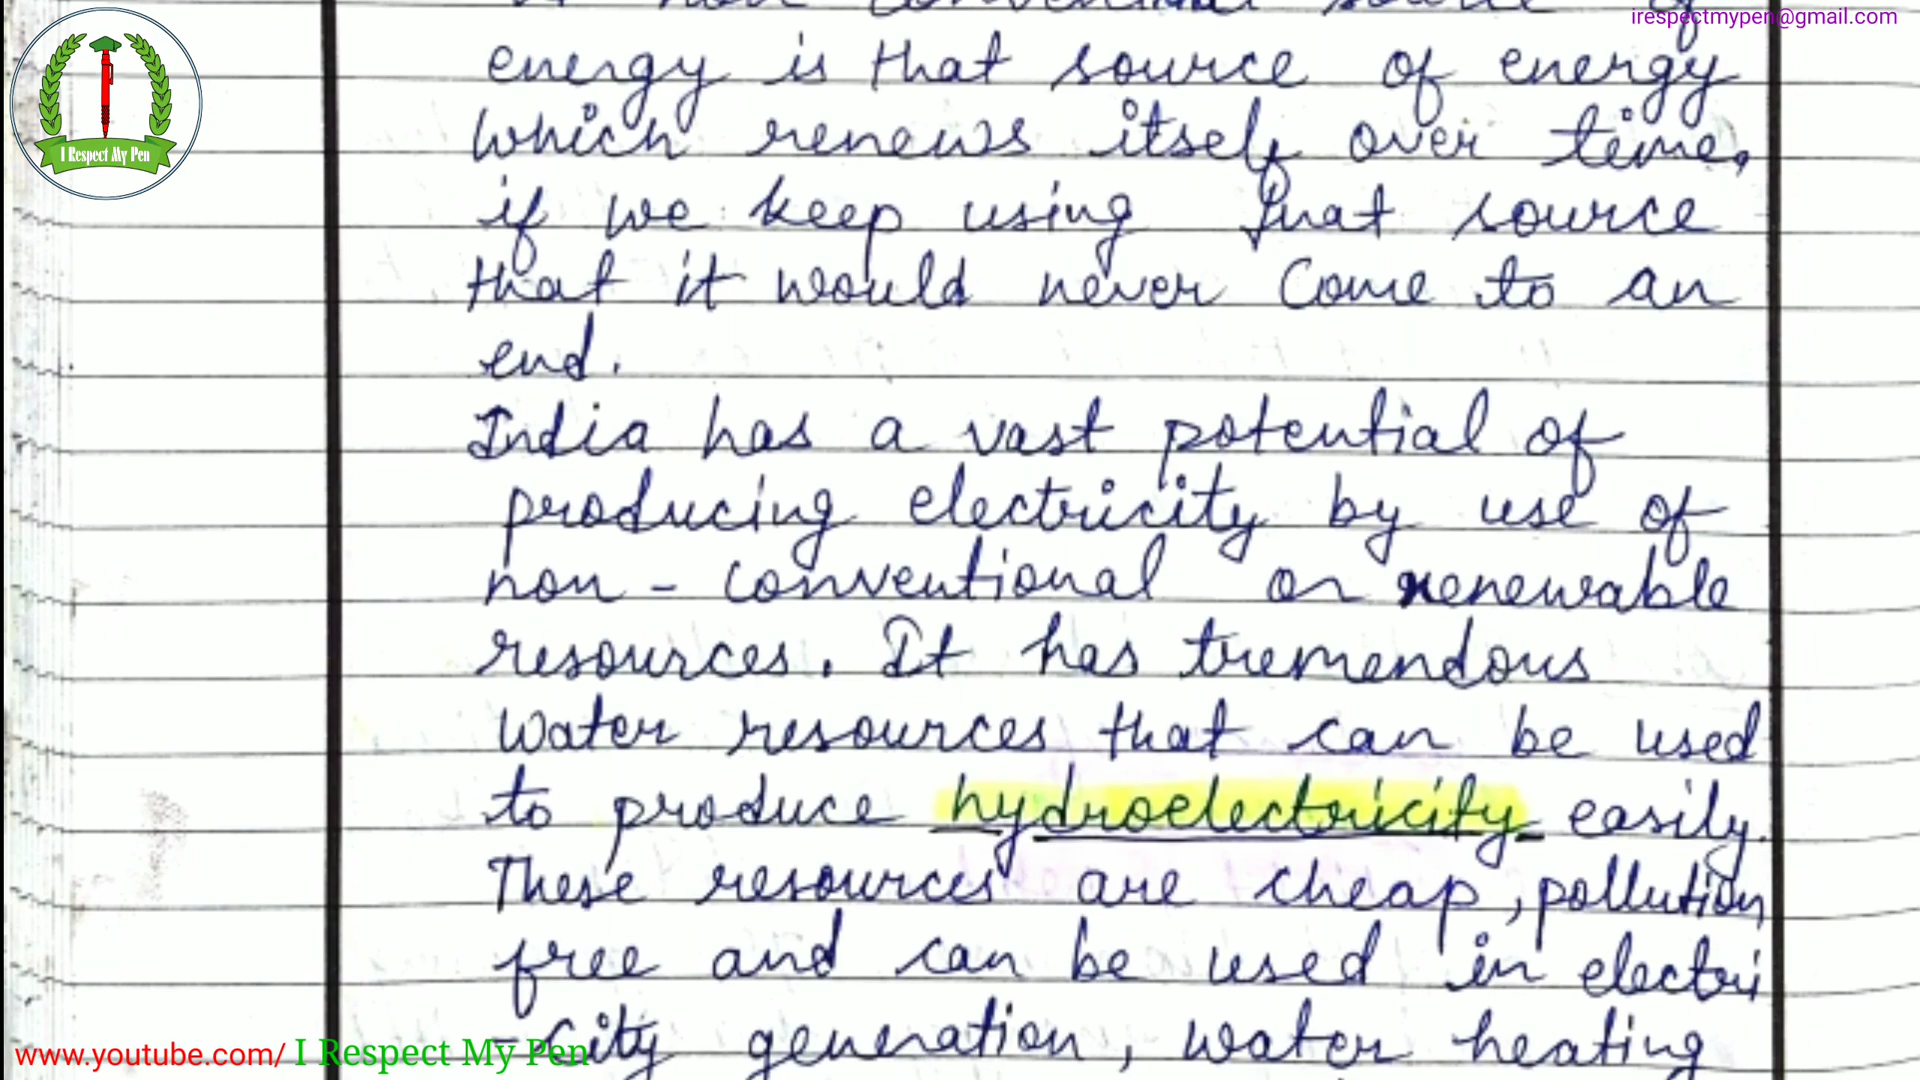 irespectmypen@gmail.com
non conventional source of
energy is that source of energy
I Respect My Pen
which renews itself over time,
if we keep using that source
that it would never come to an
end.
India has a vast potential of
producing electricity by use of
non - conventional or renewable
resources. It has tremendous
water resources that can be used
to produce hydroelectricity easily.
These resources are cheap, pollution
free and can be used in electri
-city generation, water heating
www.youtube.com/ I Respect My Pen